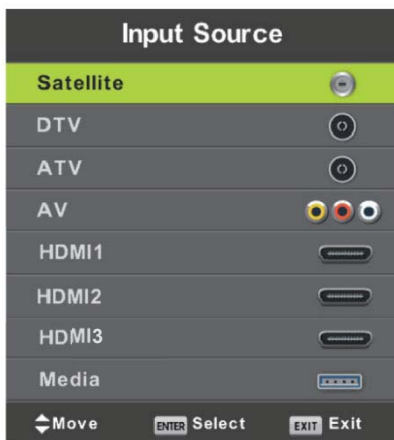 Input Source
Satellite
DTV
ATV
AV
HDMI1
HDMI2
HDMI3
Media
Move ENTER Select EXIT Exit